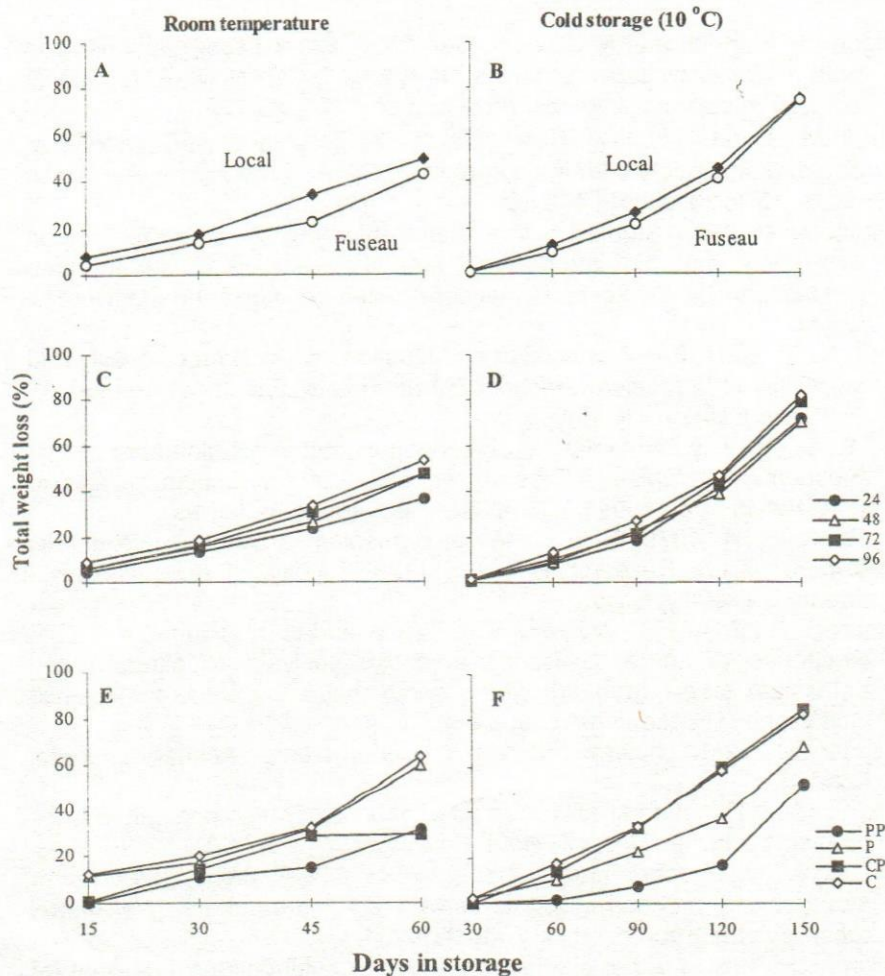 Room temperature
Cold storage (10 °C)
100
80
60
40
20
0
A
Local
Fuseau
B
Local
Fuseau
Total weight loss (%)
100
80
60
40
20
0
C
D
24
48
72
96
100
80
60
40
20
0
E
F
PP
P
CP
C
15 30 45 60
30 60 90 120 150
Days in storage